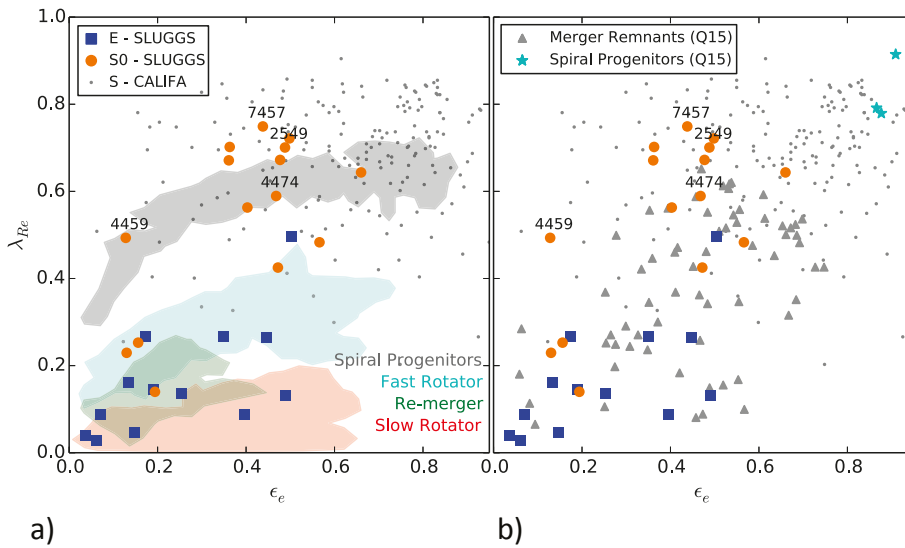 1.0
0.8
0.6
0.4
0.2
0.0
λRe
E - SLUGGS
S0 - SLUGGS
S - CALIFA
7457
2549
4474
4459
Spiral Progenitors
Fast Rotator
Re-merger
Slow Rotator
0.0 0.2 0.4 0.6 0.8
ϵe
a)
Merger Remnants (Q15)
Spiral Progenitors (Q15)
7457
2549
4474
4459
0.0 0.2 0.4 0.6 0.8
ϵe
b)